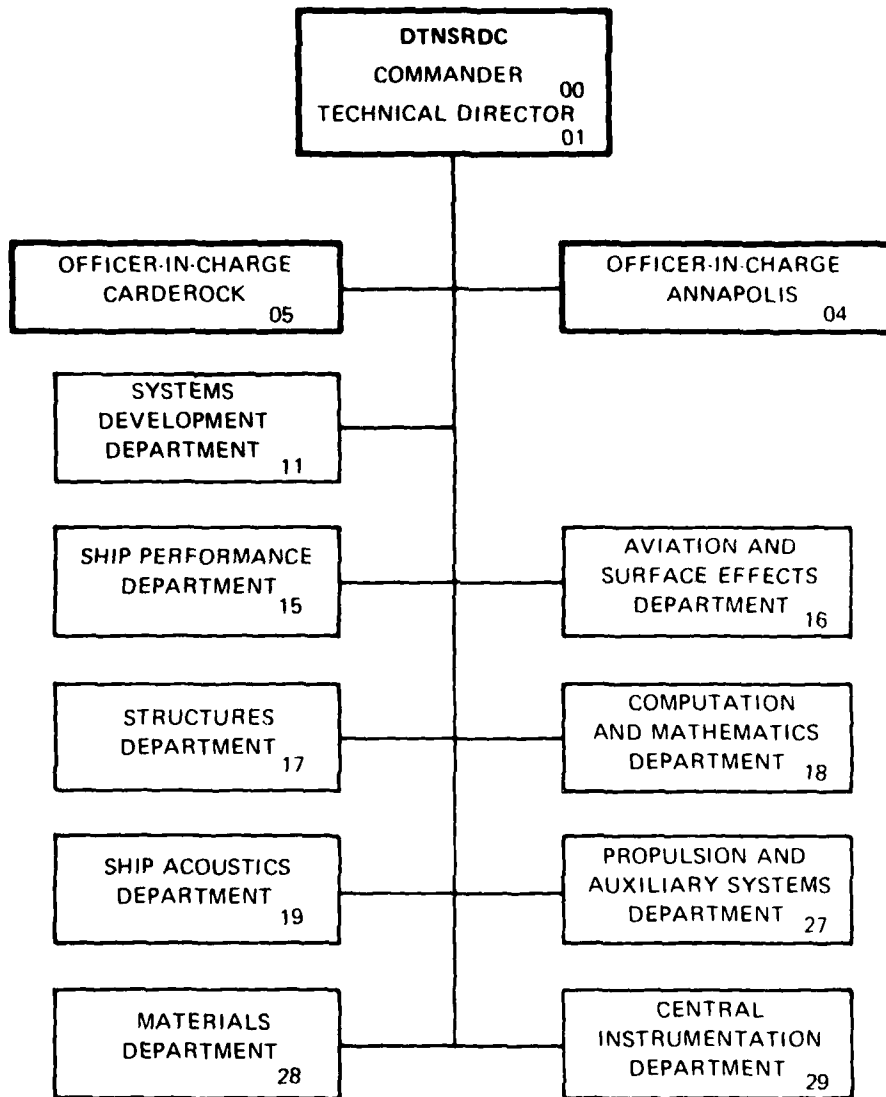 DTNSRDC
COMMANDER
00
TECHNICAL DIRECTOR
01
OFFICER-IN-CHARGE
CARDEROCK
05
OFFICER-IN-CHARGE
ANNAPOLIS
04
SYSTEMS
DEVELOPMENT
DEPARTMENT
11
SHIP PERFORMANCE
DEPARTMENT
15
AVIATION AND
SURFACE EFFECTS
DEPARTMENT
16
STRUCTURES
DEPARTMENT
17
COMPUTATION
AND MATHEMATICS
DEPARTMENT
18
SHIP ACOUSTICS
DEPARTMENT
19
PROPULSION AND
AUXILIARY SYSTEMS
DEPARTMENT
27
MATERIALS
DEPARTMENT
28
CENTRAL
INSTRUMENTATION
DEPARTMENT
29